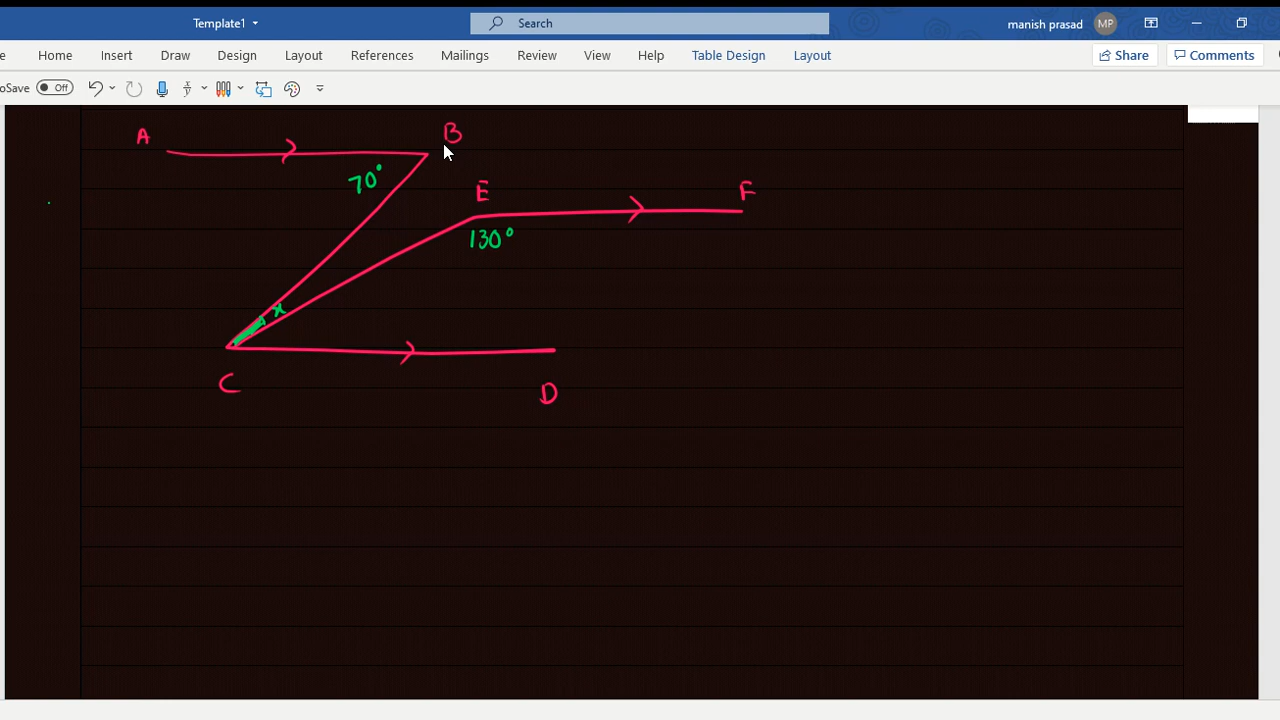 Template1
Search
manish prasad
MP
e Home Insert Draw Design Layout References Mailings Review View Help Table Design Layout
Share
Comments
oSave Off
A
B
70°
E
F
130°
x
C
D